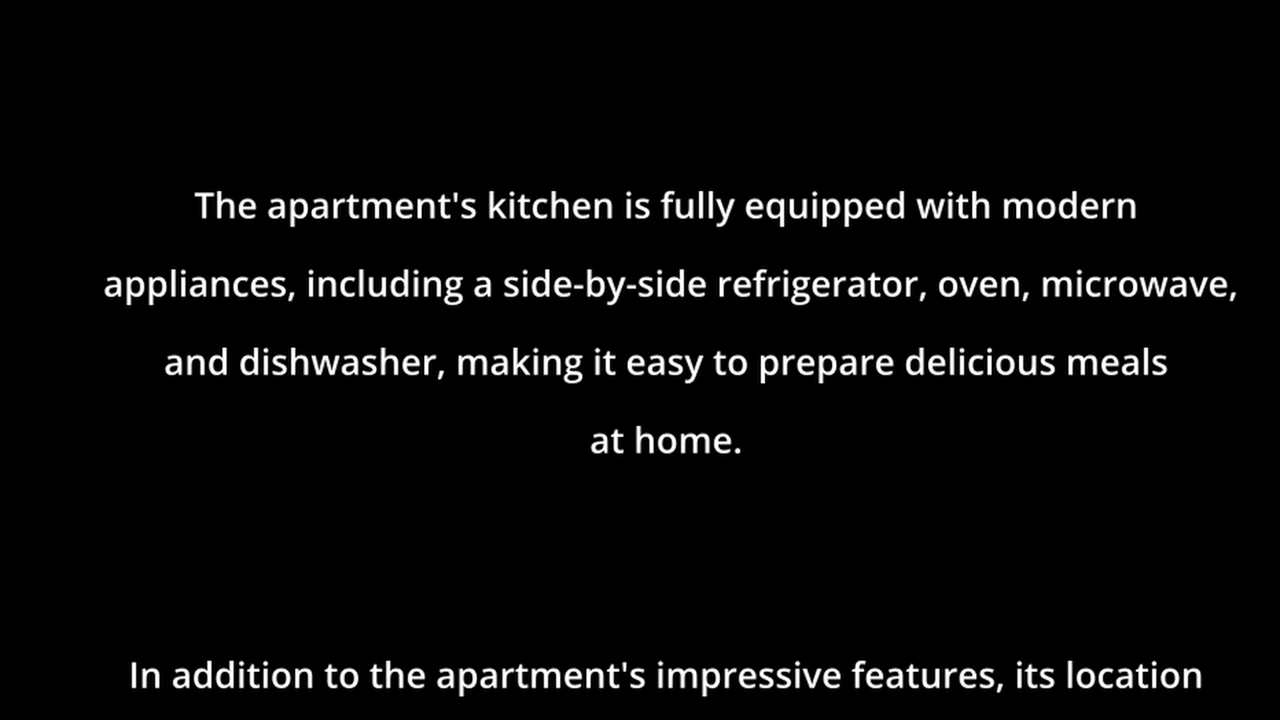 The apartment's kitchen is fully equipped with modern
appliances, including a side-by-side refrigerator, oven, microwave,
and dishwasher, making it easy to prepare delicious meals
at home.
In addition to the apartment's impressive features, its location